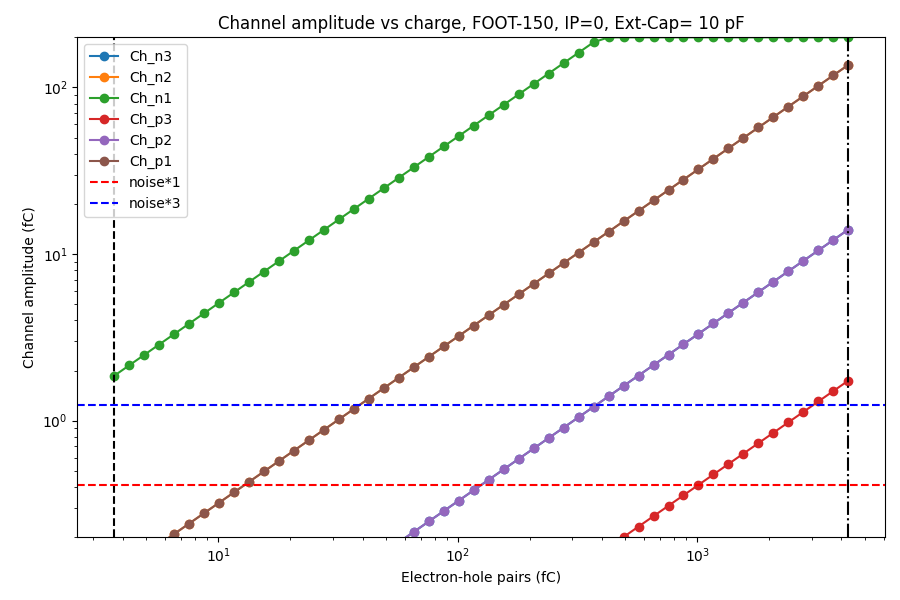 Channel amplitude vs charge, FOOT-150, IP=0, Ext-Cap= 10 pF
Ch_n3
Ch_n2
Ch_n1
Ch_p3
Ch_p2
Ch_p1
noise*1
noise*3
Channel amplitude (fC)
10²
10¹
10⁰
10¹ 10² 10³
Electron-hole pairs (fC)